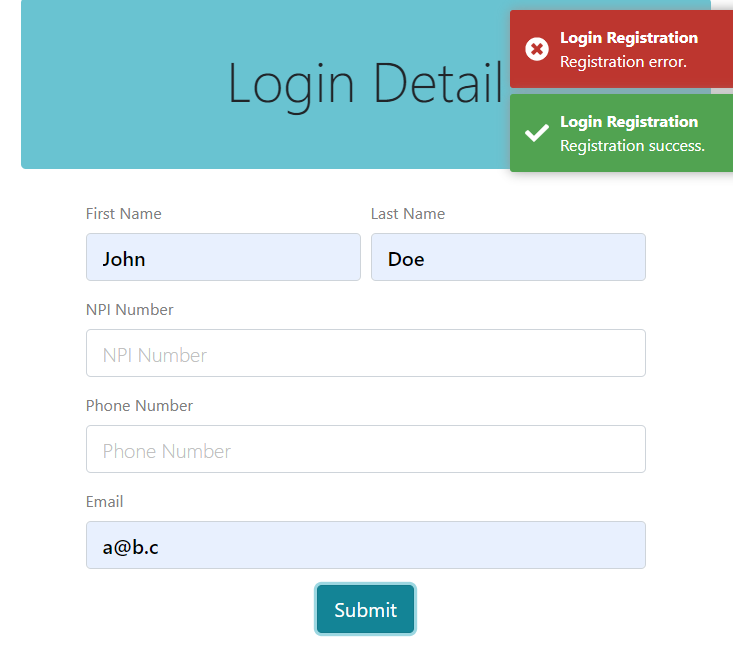 Login Detail
Login Registration
Registration error.
Login Registration
Registration success.
First Name
Last Name
John
Doe
NPI Number
NPI Number
Phone Number
Phone Number
Email
a@b.c
Submit